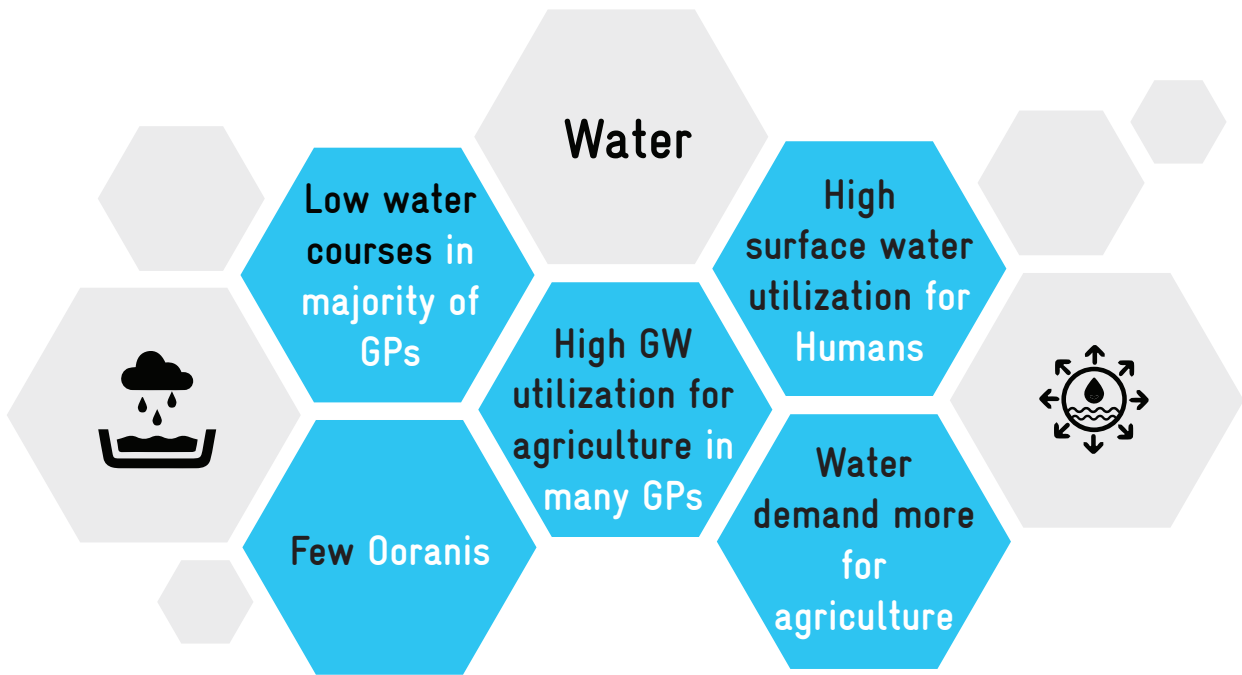 Water
Low water
courses in
majority of
GPs
High
surface water
utilization for
Humans
High GW
utilization for
agriculture in
many GPs
Few Ooranis
Water
demand more
for
agriculture